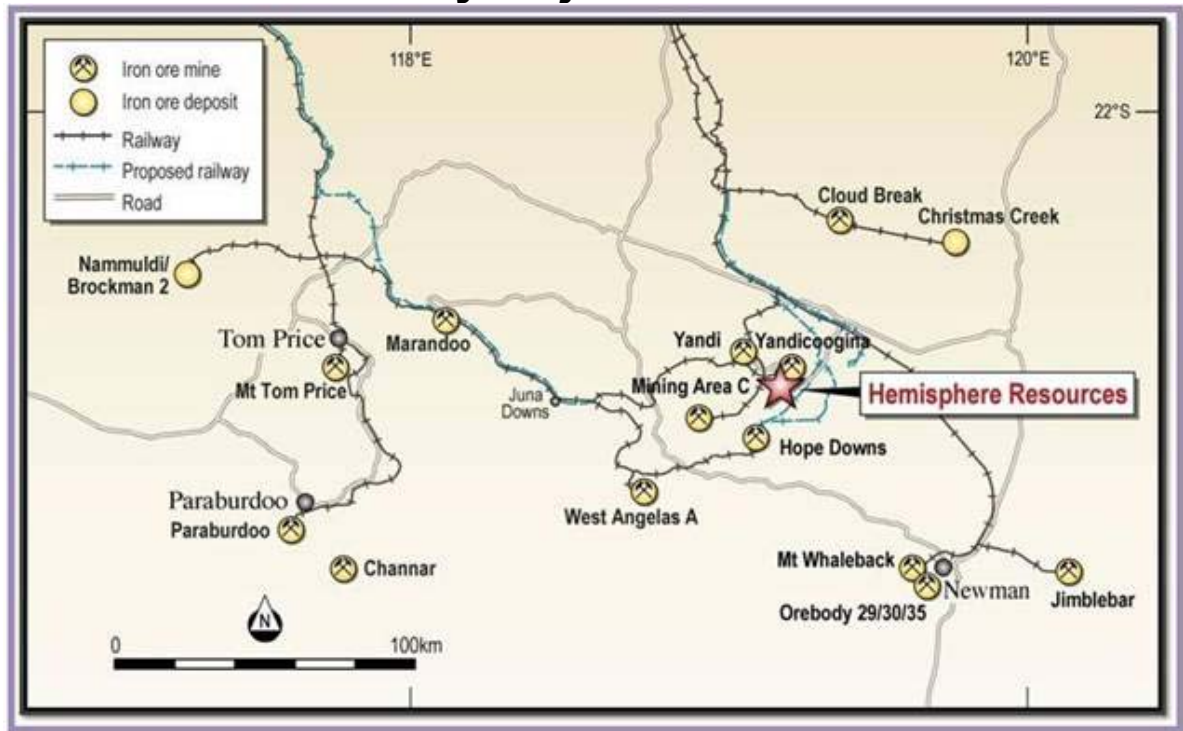 Iron ore mine
Iron ore deposit
Railway
Proposed railway
Road
118°E
120°E
22°S
Cloud Break
Christmas Creek
Nammuldi/
Brockman 2
Tom Price
Mt Tom Price
Marandoo
Juna
Downs
Yandi
Yandicoogina
Mining Area C
Hemisphere Resources
Hope Downs
West Angelas A
Paraburdoo
Paraburdoo
Channar
Mt Whaleback
Newman
Orebody 29/30/35
Jimblebar
N
0
100km